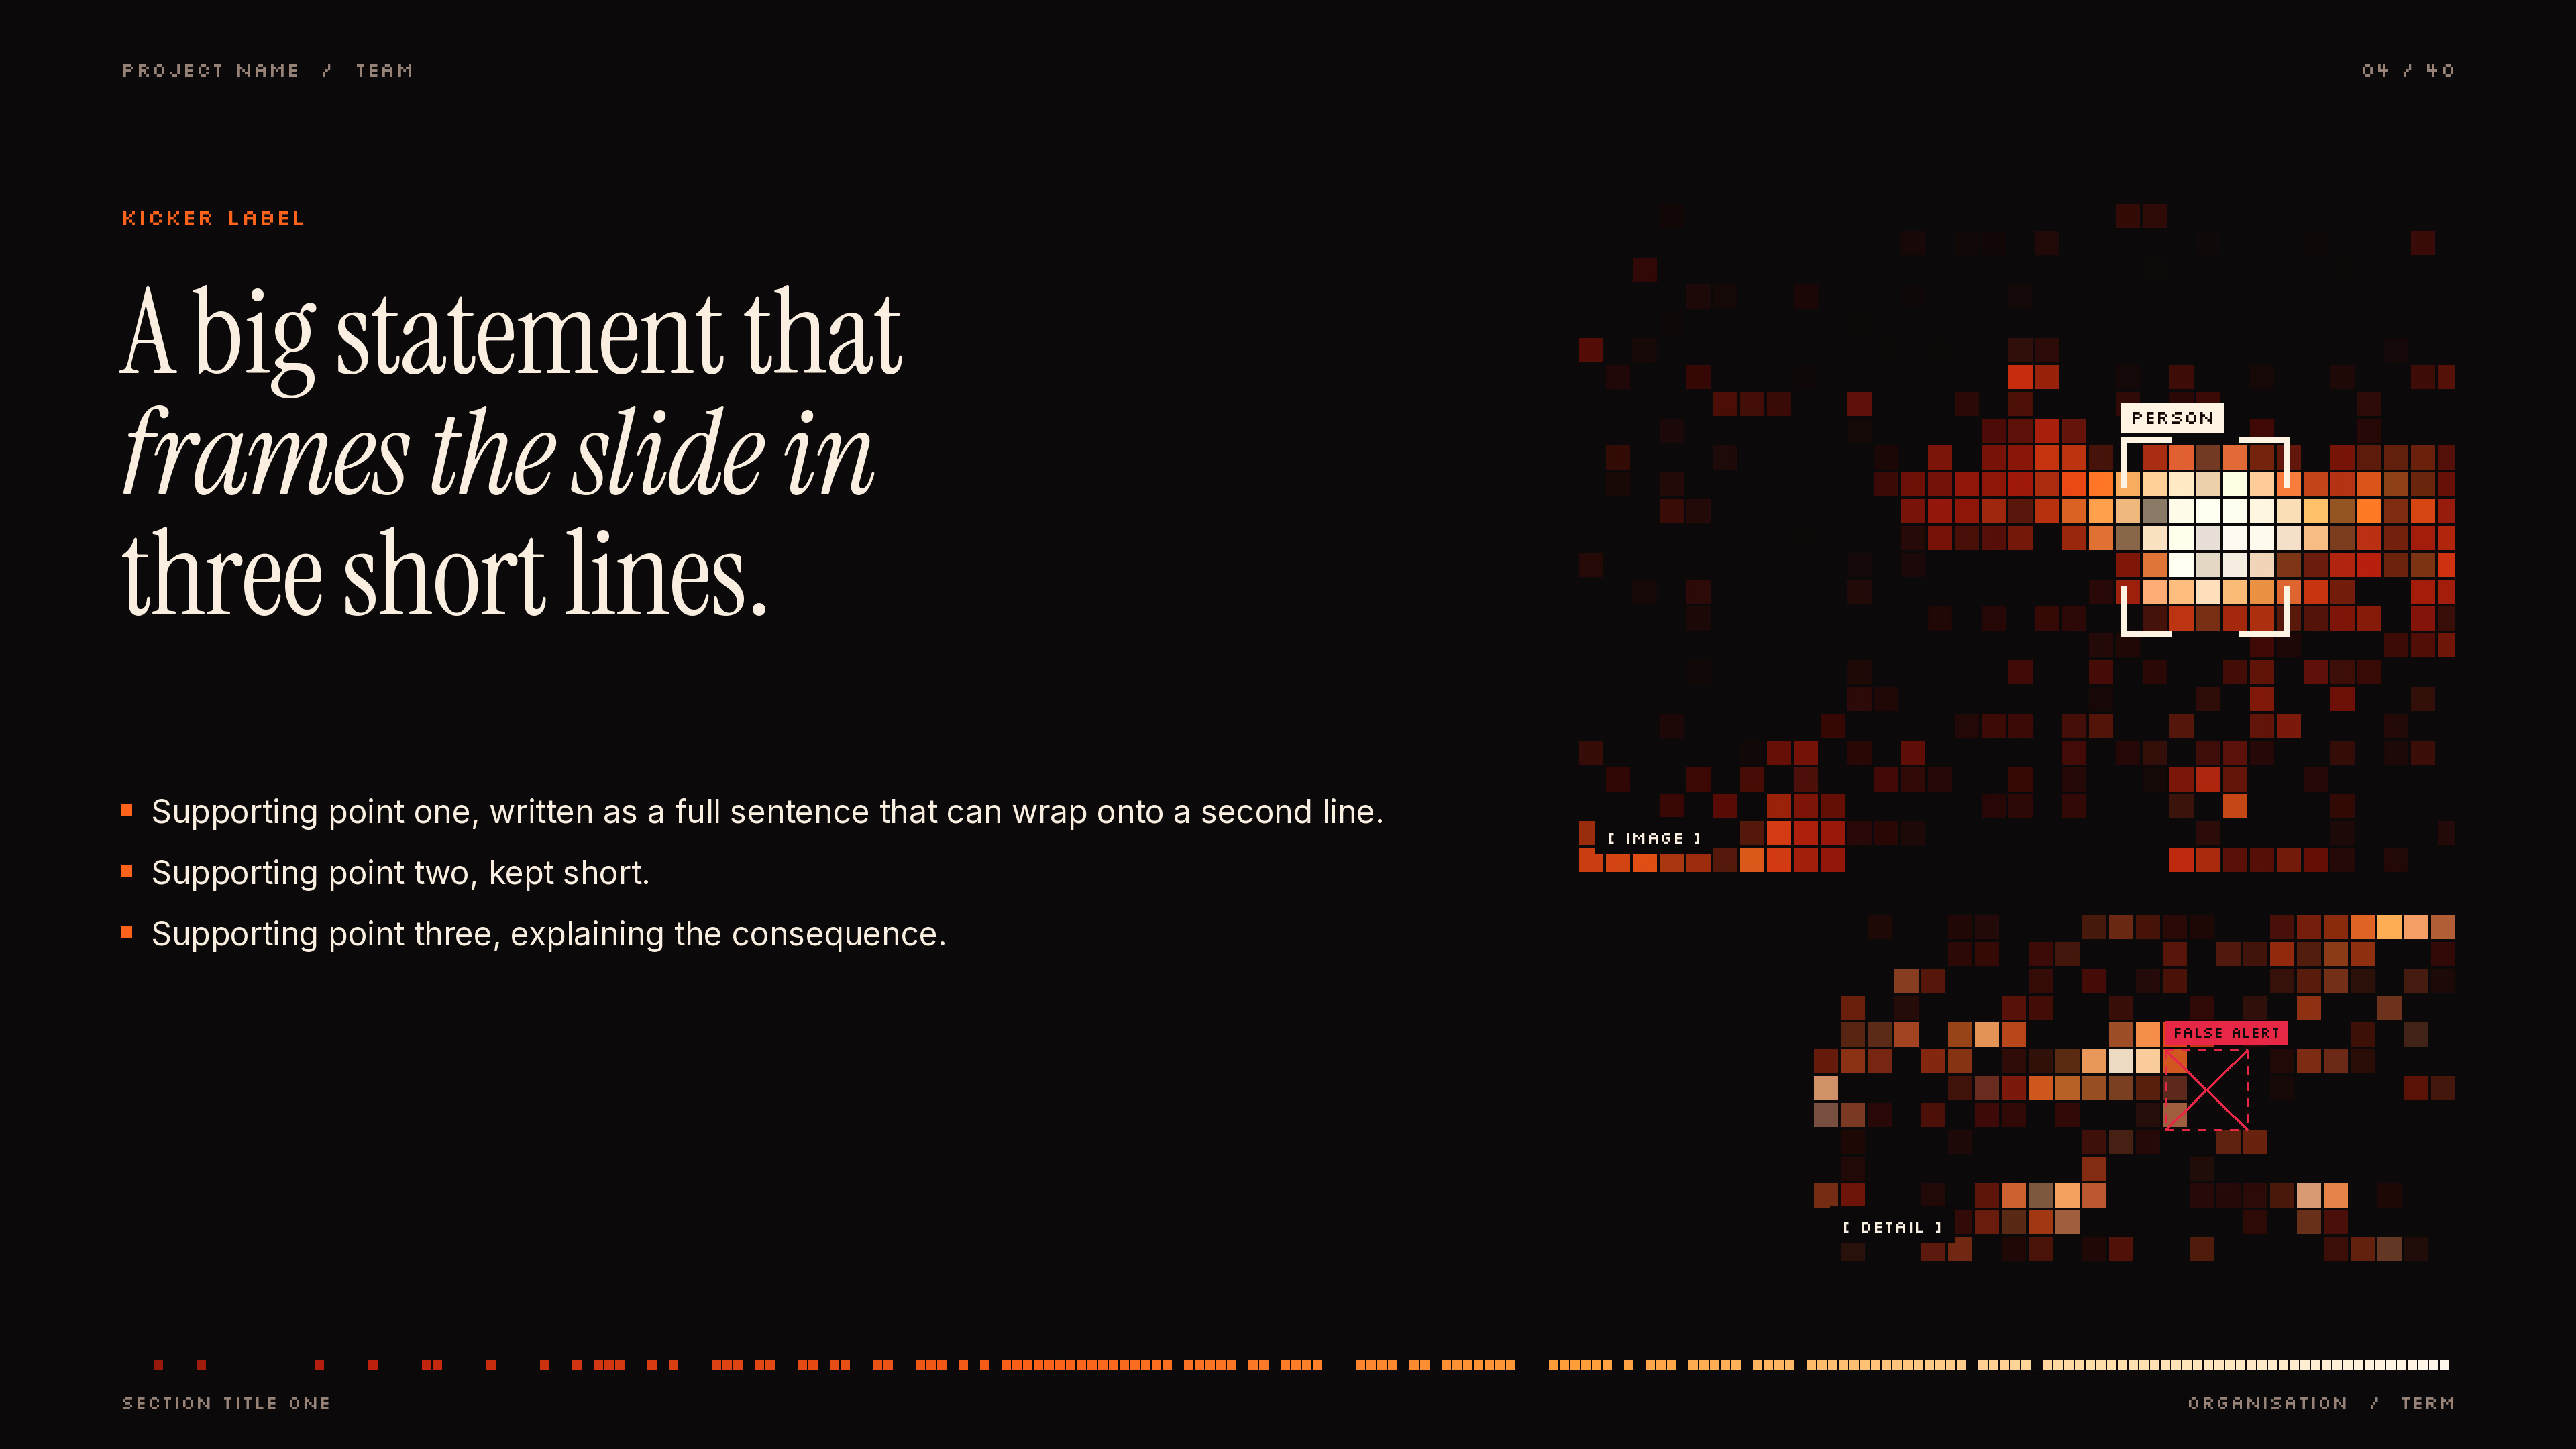 PROJECT NAME / TEAM
04 / 40
KICKER LABEL
A big statement that
frames the slide in
three short lines.
Supporting point one, written as a full sentence that can wrap onto a second line.
Supporting point two, kept short.
Supporting point three, explaining the consequence.
PERSON
[ IMAGE ]
FALSE ALERT
[ DETAIL ]
SECTION TITLE ONE
ORGANISATION / TERM